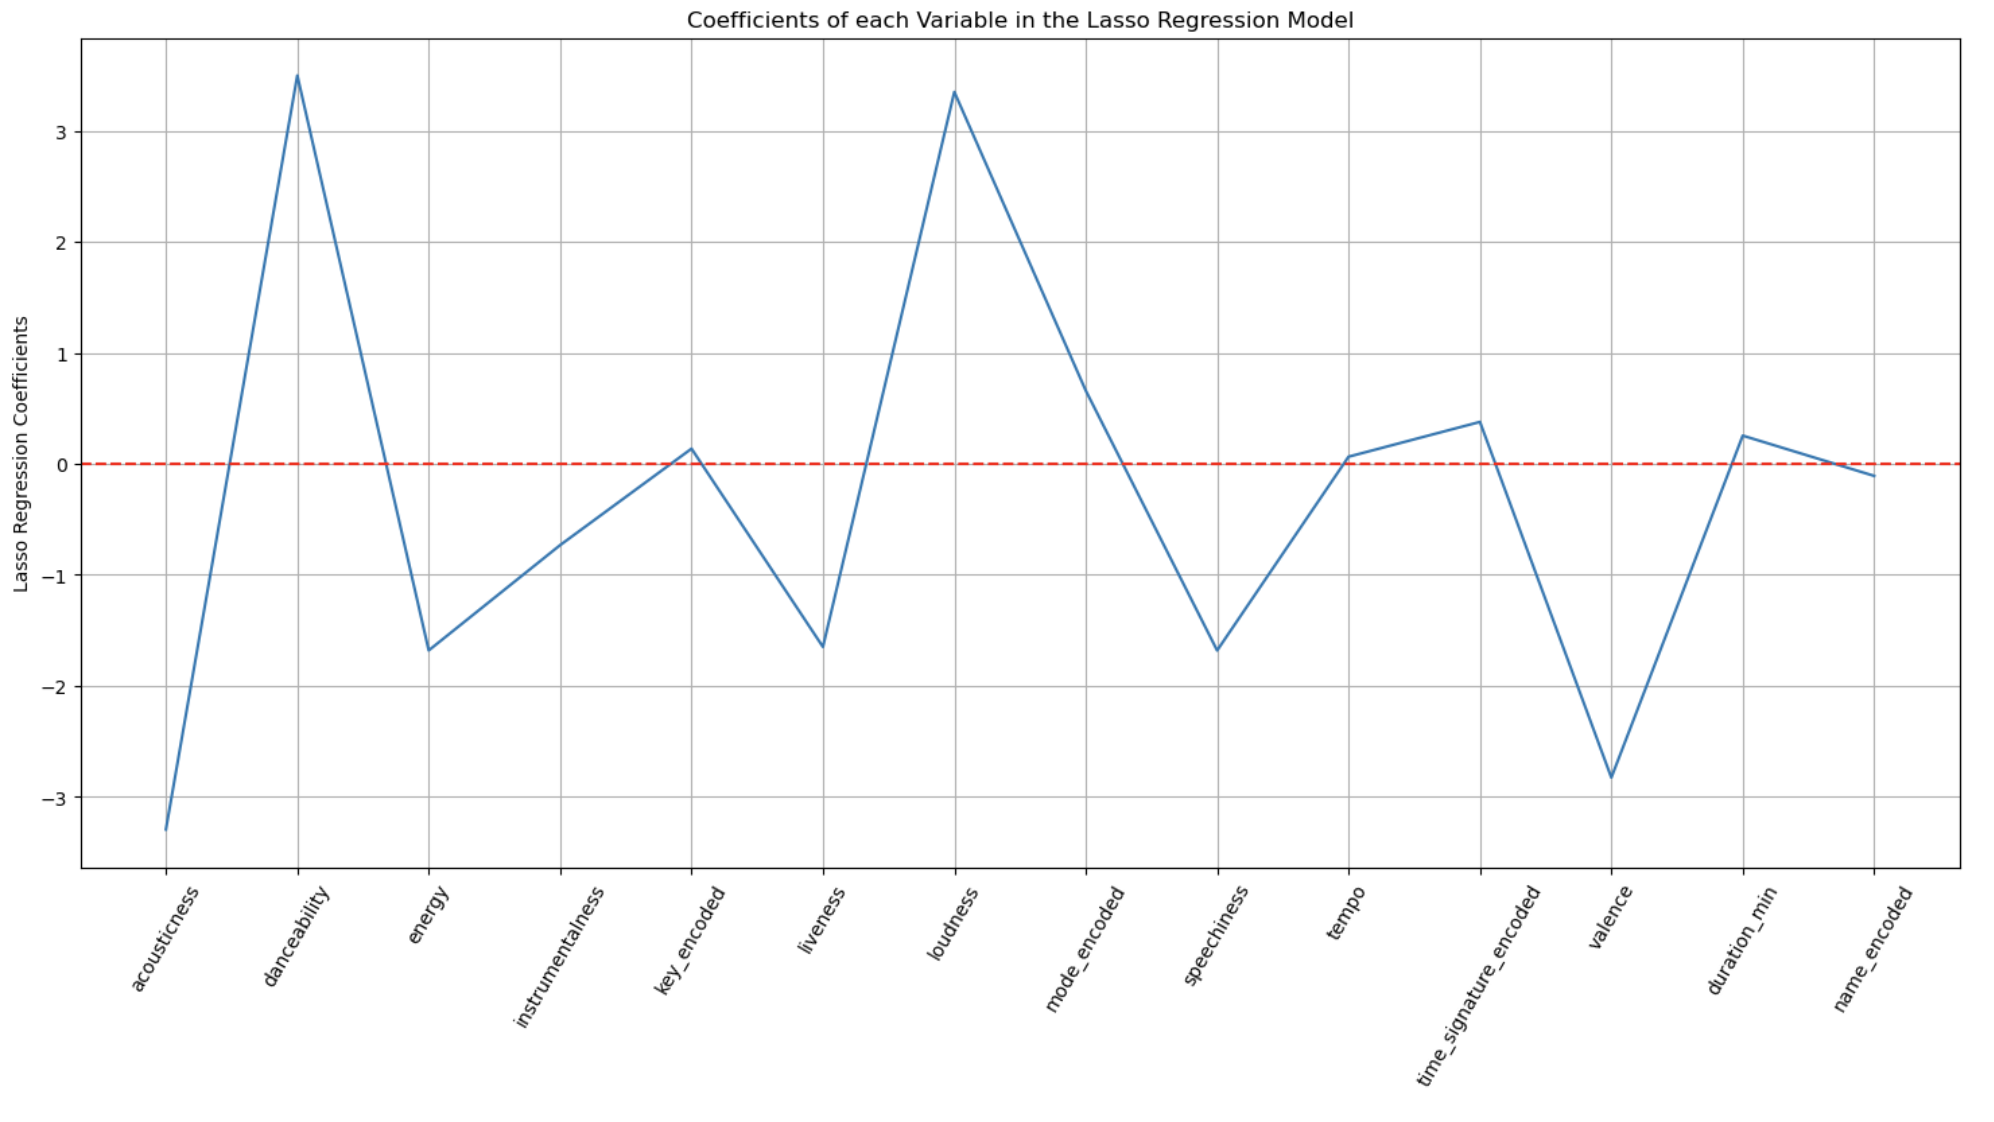 Coefficients of each Variable in the Lasso Regression Model
Lasso Regression Coefficients
3
2
1
0
−1
−2
−3
acousticness
danceability
energy
instrumentalness
key_encoded
liveness
loudness
mode_encoded
speechiness
tempo
time_signature_encoded
valence
duration_min
name_encoded